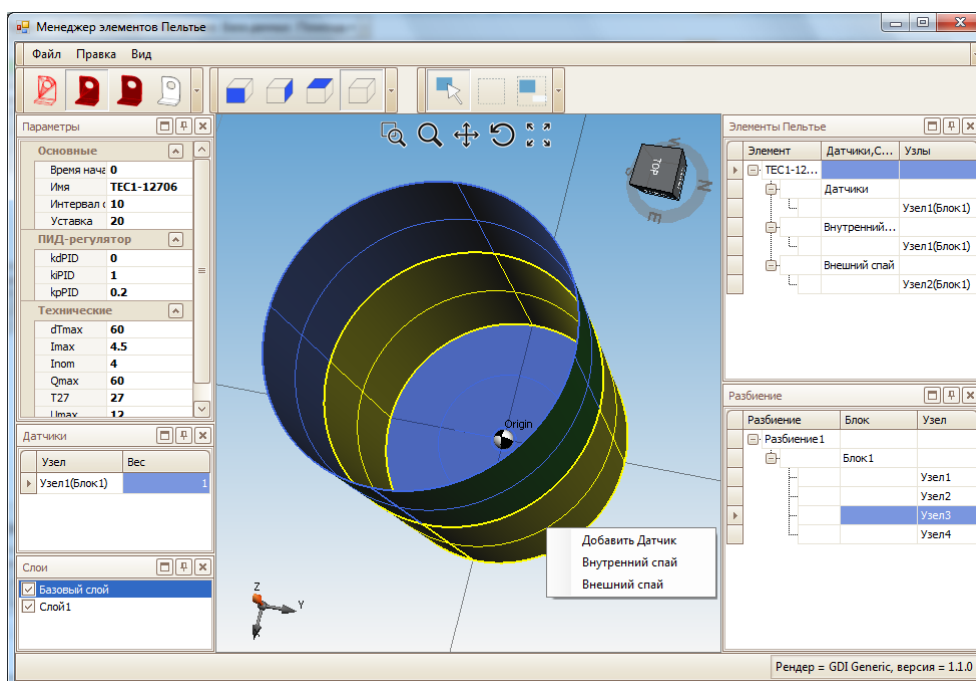 Менеджер элементов Пельтье
Файл Правка Вид
Параметры
Основные
Время нача 0
Имя TEC1-12706
Интервал с 10
Уставка 20
ПИД-регулятор
kdPID 0
kiPID 1
kpPID 0.2
Технические
dTmax 60
Imax 4.5
Inom 4
Qmax 60
T27 27
Umax 12
Датчики
Узел Вес
Узел1(Блок1) 1
Слои
Базовый слой
Слой1
TOP
N
E
Origin
Добавить Датчик
Внутренний спай
Внешний спай
Z
Y
Элементы Пельтье
Элемент Датчики,С... Узлы
TEC1-12...
Датчики
Узел1(Блок1)
Внутренний...
Узел1(Блок1)
Внешний спай
Узел2(Блок1)
Разбиение
Разбиение Блок Узел
Разбиение1
Блок1
Узел1
Узел2
Узел3
Узел4
Рендер = GDI Generic, версия = 1.1.0